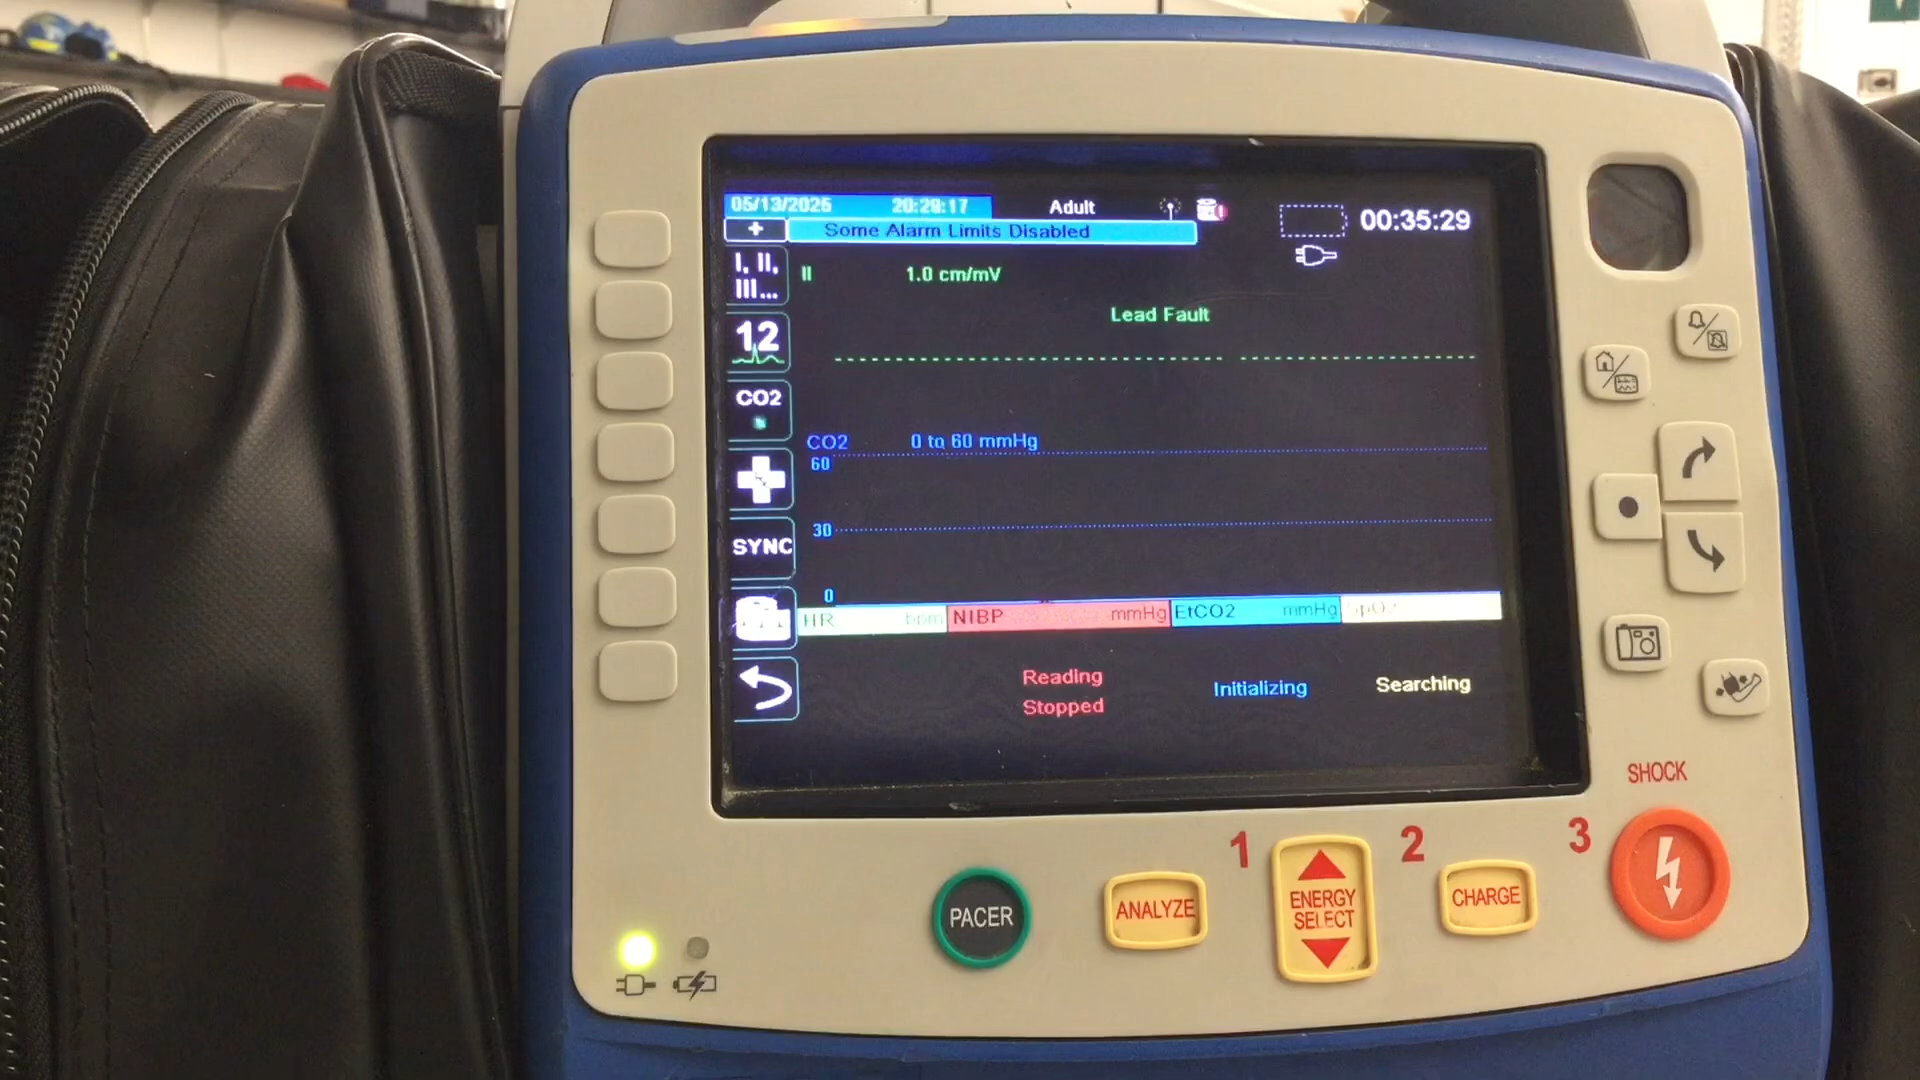 05/13/2025 20:29:17 Adult 00:35:29
+ Some Alarm Limits Disabled
I, II,
III...
II 1.0 cm/mV
Lead Fault
12
CO2
CO2 0 to 60 mmHg
60
30
SYNC
0
HR bpm NIBP mmHg EtCO2 mmHg SpO2
Reading
Stopped
Initializing
Searching
SHOCK
1 2 3
PACER
ANALYZE
ENERGY
SELECT
CHARGE